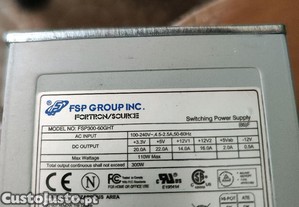 FSP GROUP INC.
FORTRON/SOURCE
Switching Power Supply
MODEL NO: FSP300-60GHT
AC INPUT 100-240V~,4.5-2.5A,50-60Hz
DC OUTPUT +3.3V +5V +12V1 +12V2 +5Vsb -12V
20.0A 22.0A 14.0A 16.0A 2.0A 0.5A
Max Wattage 110W Max
Total output continuous shall not exceed 300W
FC
CustoJusto.pt